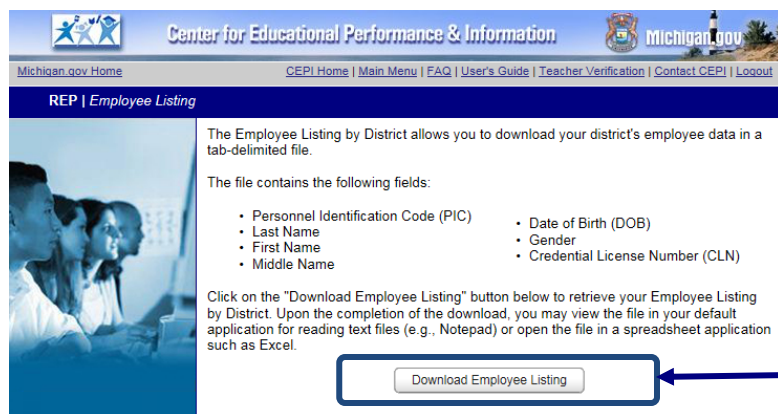 Center for Educational Performance & Information
Michigan.gov
Michigan.gov Home
CEPI Home | Main Menu | FAQ | User's Guide | Teacher Verification | Contact CEPI | Logout
REP | Employee Listing
The Employee Listing by District allows you to download your district's employee data in a
tab-delimited file.
The file contains the following fields:
• Personnel Identification Code (PIC)
• Last Name
• First Name
• Middle Name
• Date of Birth (DOB)
• Gender
• Credential License Number (CLN)
Click on the "Download Employee Listing" button below to retrieve your Employee Listing
by District. Upon the completion of the download, you may view the file in your default
application for reading text files (e.g., Notepad) or open the file in a spreadsheet application
such as Excel.
Download Employee Listing